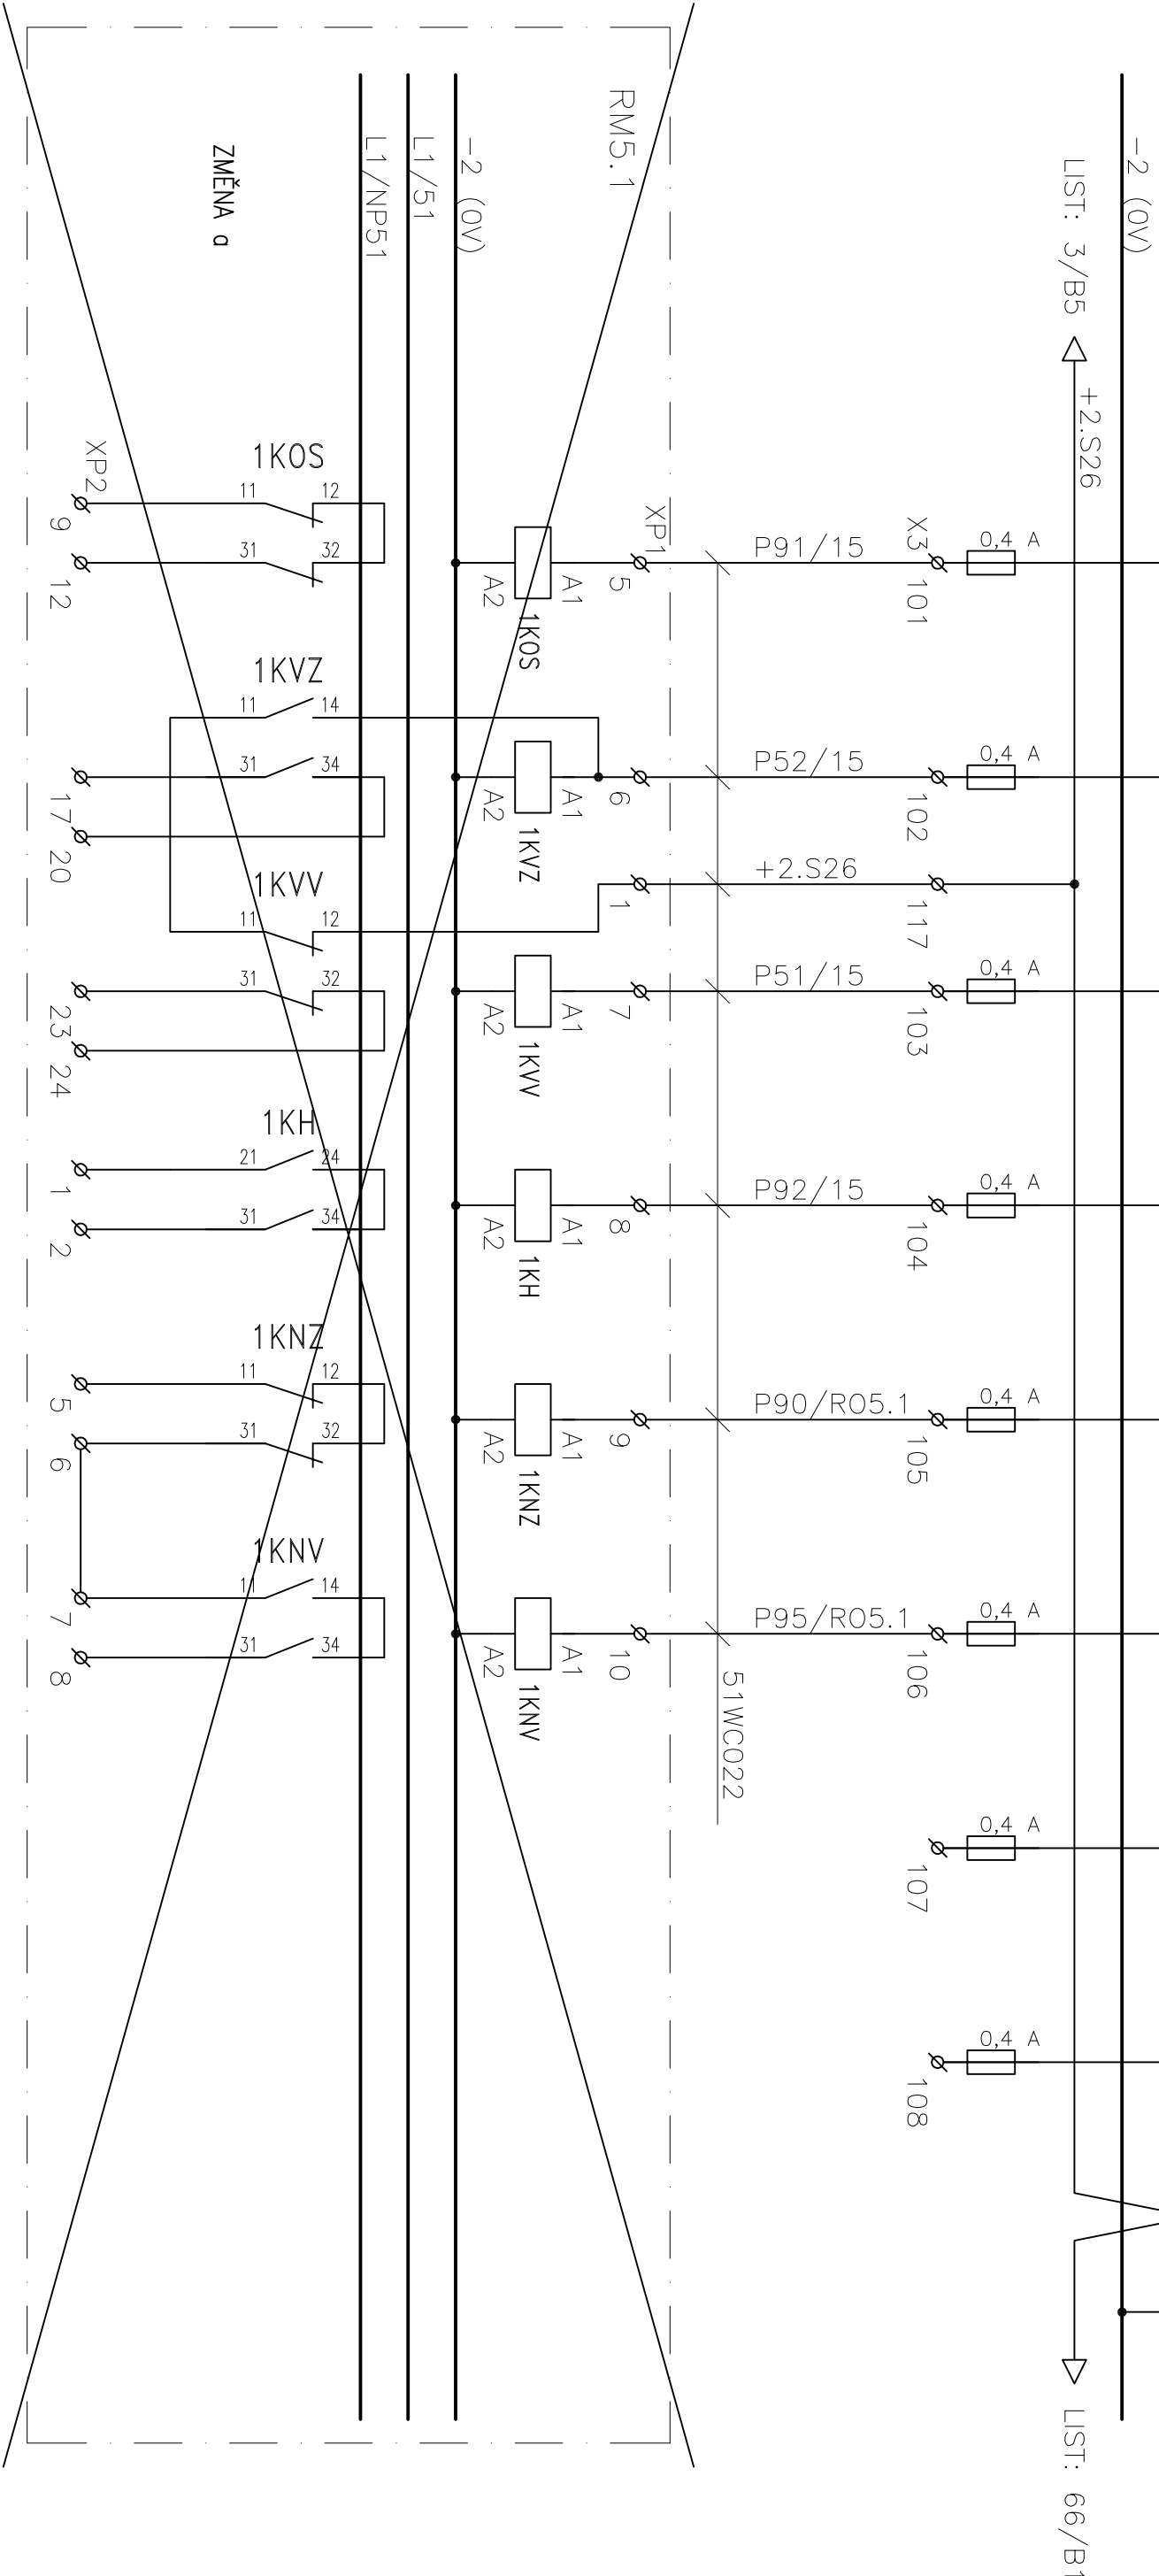 -2 (0V)
LIST: 3/B5
+2.S26
LIST: 66/B1
RM5.1
-2 (0V)
L1/51
L1/NP51
ZMĚNA a
0,4 A
X3
101
P91/15
XP1
5
A1
A2
1KOS
1KOS
11
12
31
32
XP2
9
12
0,4 A
102
P52/15
6
A1
A2
1KVZ
1KVZ
11
14
31
34
17
20
117
+2.S26
1
1KVV
11
12
0,4 A
103
P51/15
7
A1
A2
1KVV
31
32
23
24
0,4 A
104
P92/15
8
A1
A2
1KH
1KH
21
24
31
34
1
2
0,4 A
105
P90/RO5.1
9
A1
A2
1KNZ
1KNZ
11
12
31
32
5
6
0,4 A
106
P95/RO5.1
10
A1
A2
1KNV
1KNV
11
14
31
34
7
8
51WC022
0,4 A
107
0,4 A
108